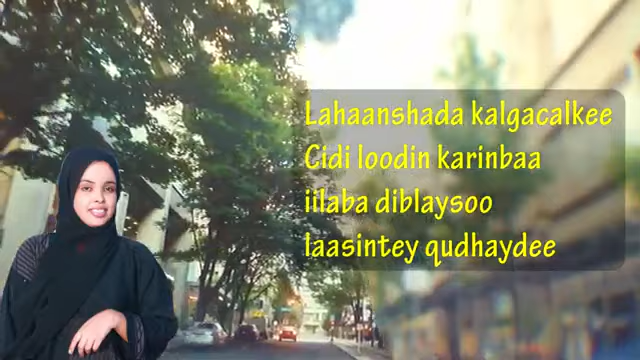 Lahaanshada kalgacalkee
Cidi loodin karinbaa
iilaba diblaysoo
laasintey qudhaydee